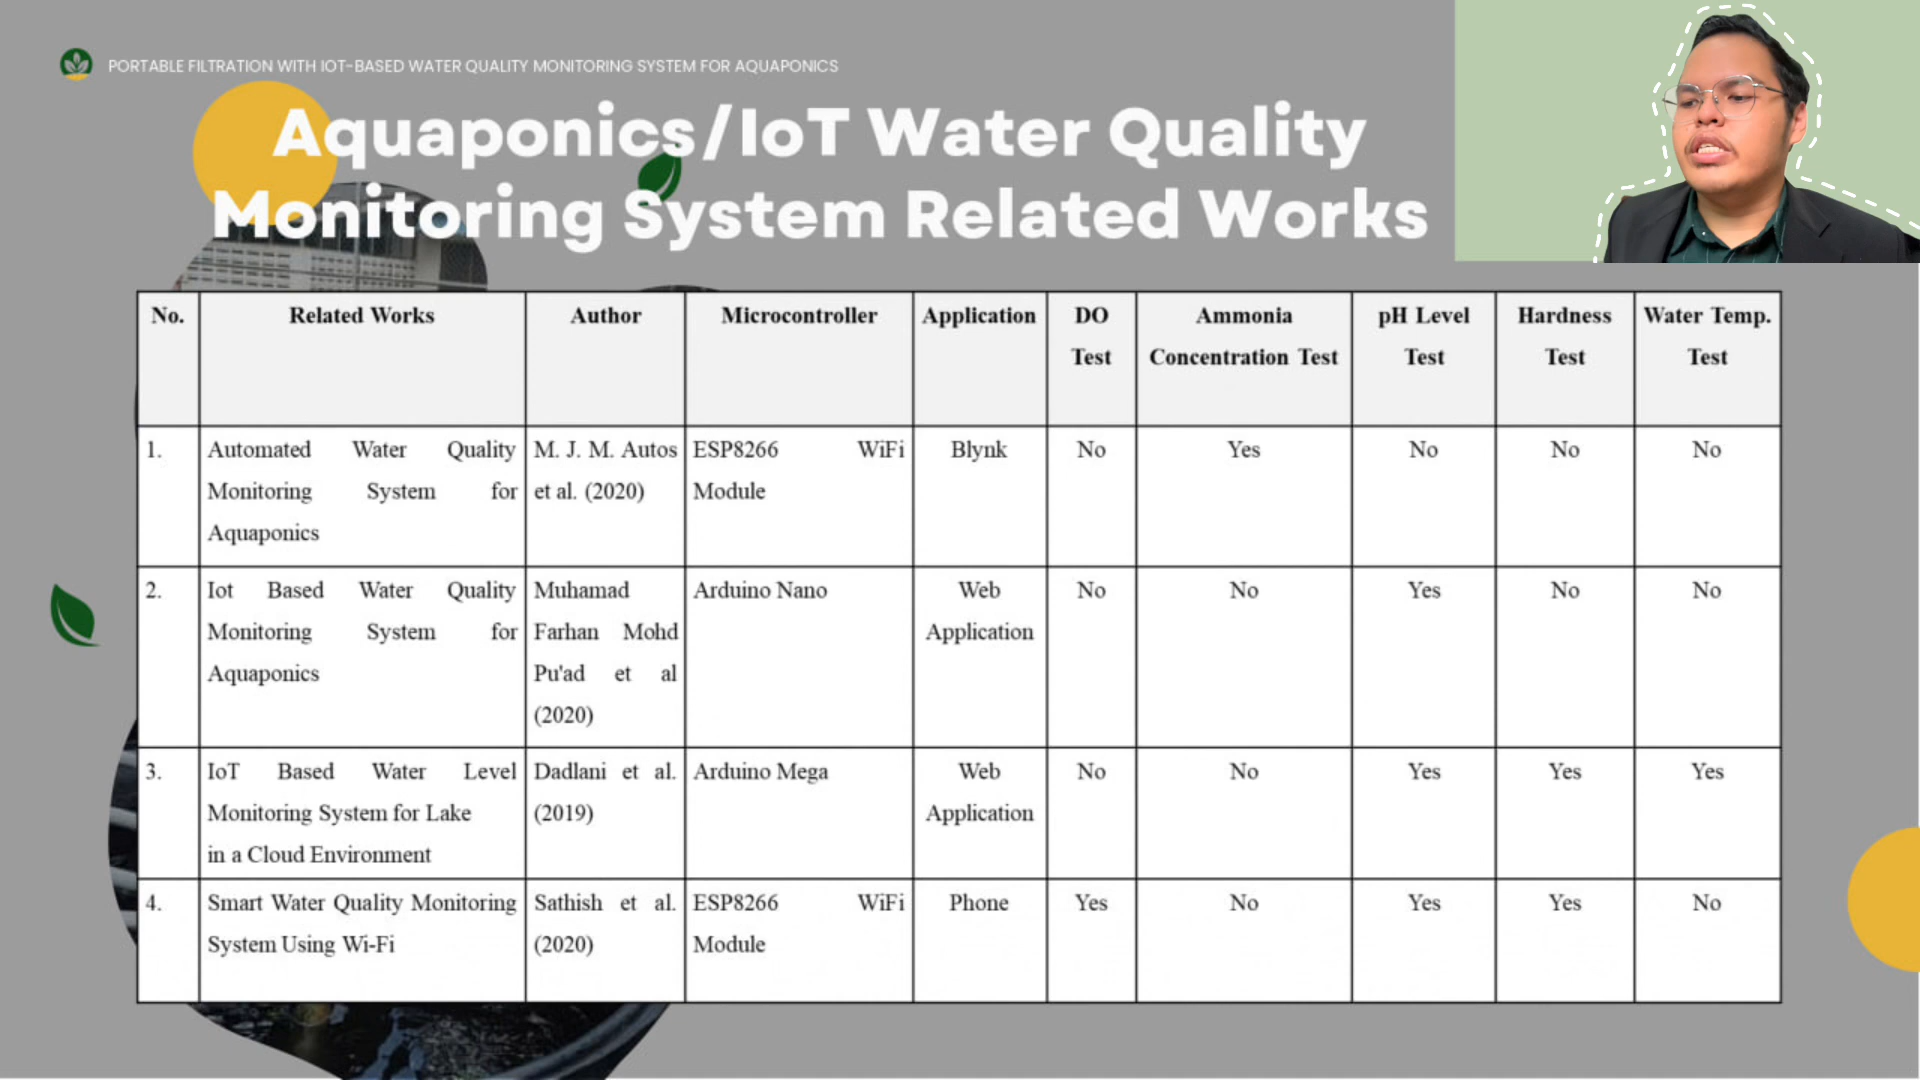 PORTABLE FILTRATION WITH IOT-BASED WATER QUALITY MONITORING SYSTEM FOR AQUAPONICS
Aquaponics/IoT Water Quality
Monitoring System Related Works
No. Related Works Author Microcontroller Application DO Test Ammonia Concentration Test pH Level Test Hardness Test Water Temp. Test
1. Automated Water Quality Monitoring System for Aquaponics M. J. M. Autos et al. (2020) ESP8266 WiFi Module Blynk No Yes No No No
2. Iot Based Water Quality Monitoring System for Aquaponics Muhamad Farhan Mohd Pu'ad et al (2020) Arduino Nano Web Application No No Yes No No
3. IoT Based Water Level Monitoring System for Lake in a Cloud Environment Dadlani et al. (2019) Arduino Mega Web Application No No Yes Yes Yes
4. Smart Water Quality Monitoring System Using Wi-Fi Sathish et al. (2020) ESP8266 WiFi Module Phone Yes No Yes Yes No